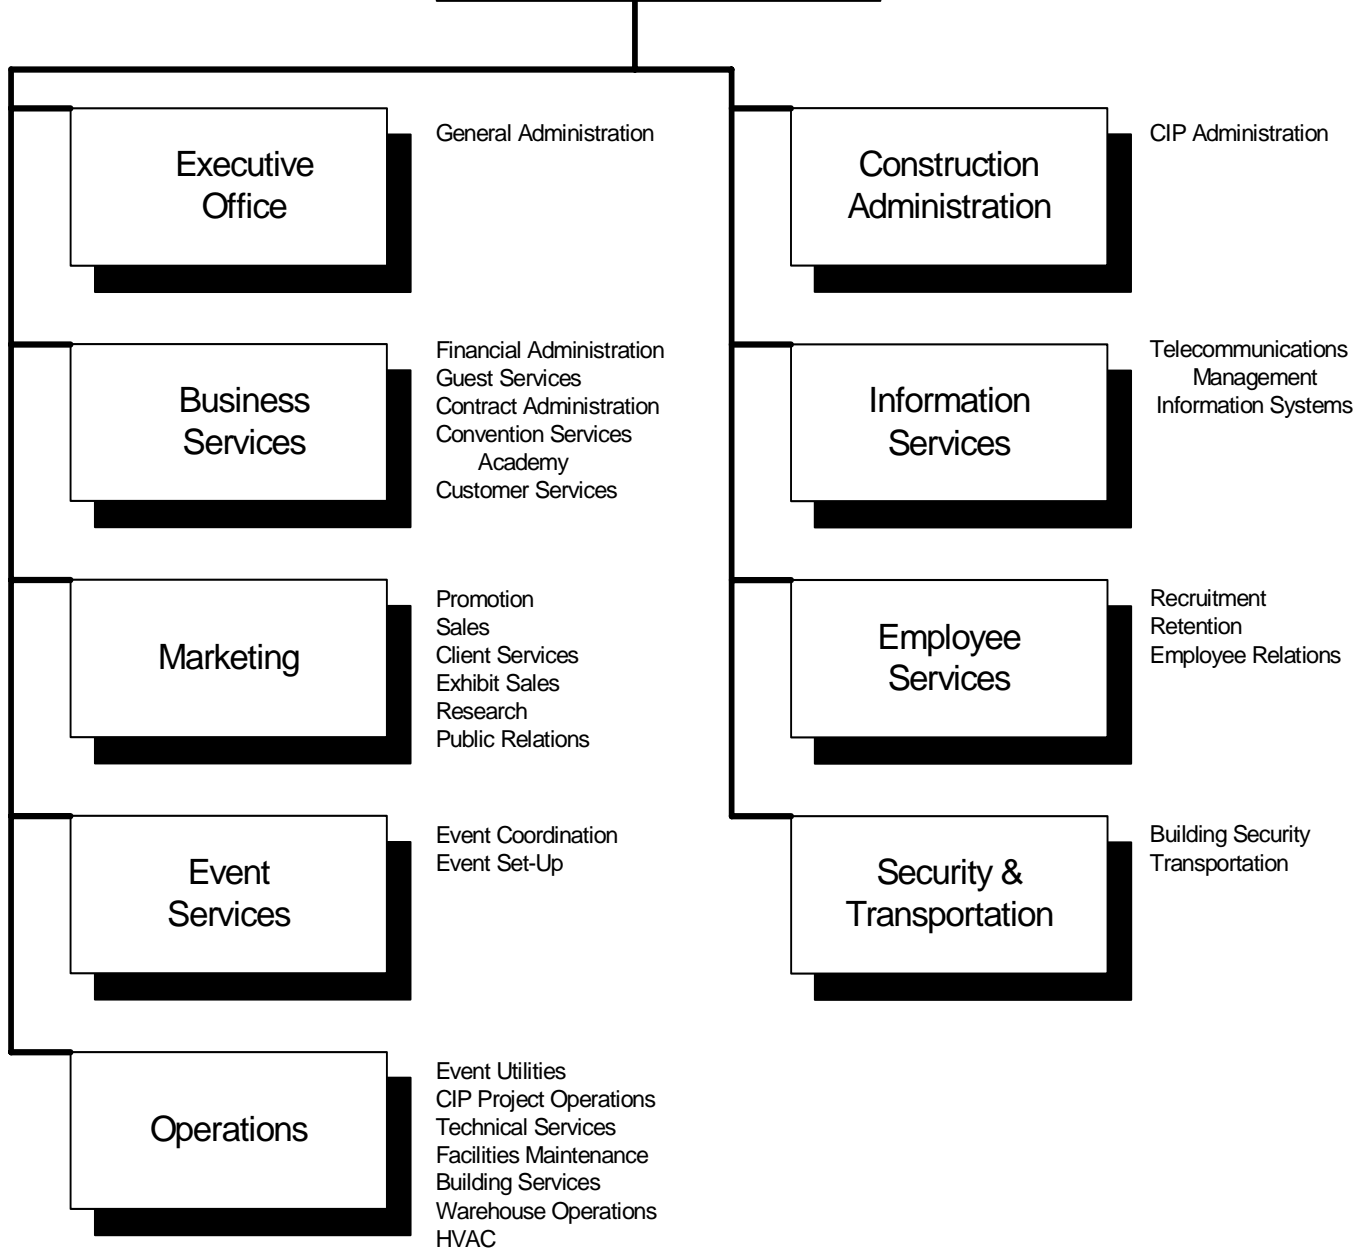 Executive
Office
General Administration
Business
Services
Financial Administration
Guest Services
Contract Administration
Convention Services
Academy
Customer Services
Marketing
Promotion
Sales
Client Services
Exhibit Sales
Research
Public Relations
Event
Services
Event Coordination
Event Set-Up
Operations
Event Utilities
CIP Project Operations
Technical Services
Facilities Maintenance
Building Services
Warehouse Operations
HVAC
Construction
Administration
CIP Administration
Information
Services
Telecommunications
Management
Information Systems
Employee
Services
Recruitment
Retention
Employee Relations
Security &
Transportation
Building Security
Transportation